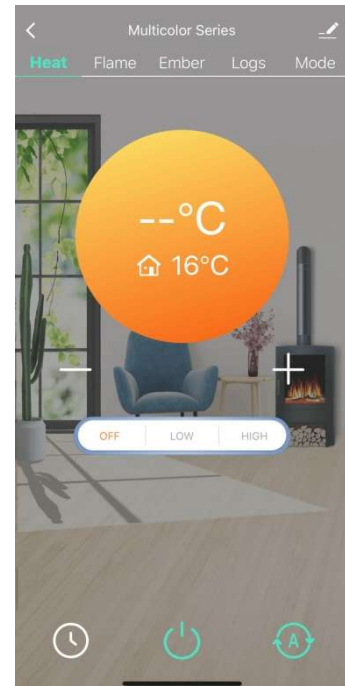 Multicolor Series
Heat Flame Ember Logs Mode
--°C
16°C
OFF LOW HIGH
A